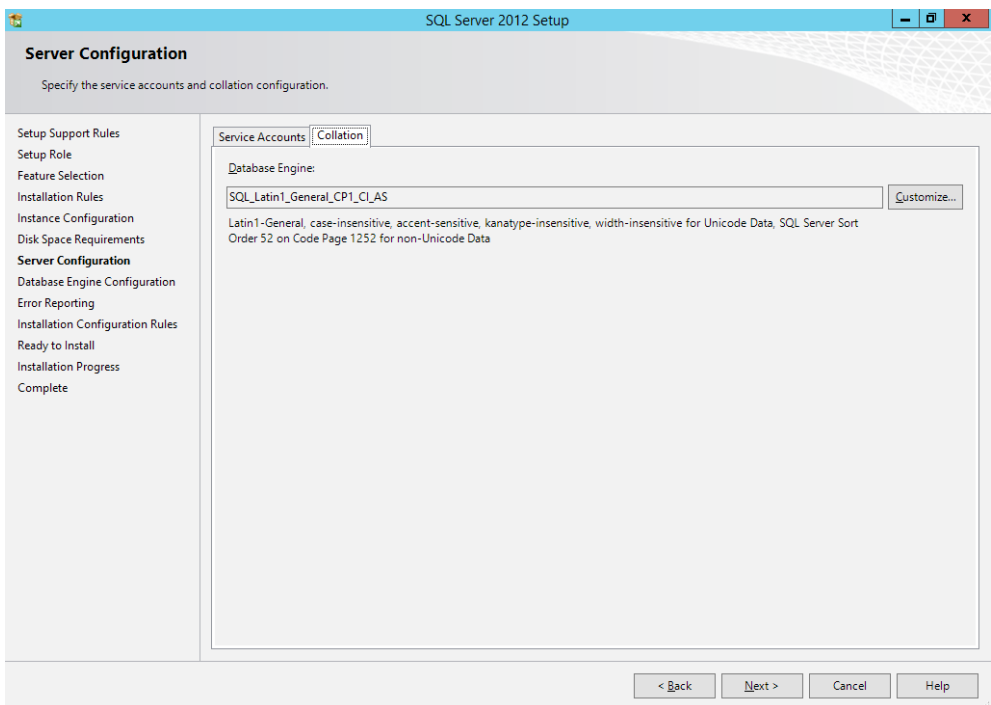 SQL Server 2012 Setup
Server Configuration
Specify the service accounts and collation configuration.
Setup Support Rules
Setup Role
Feature Selection
Installation Rules
Instance Configuration
Disk Space Requirements
Server Configuration
Database Engine Configuration
Error Reporting
Installation Configuration Rules
Ready to Install
Installation Progress
Complete
Service Accounts Collation
Database Engine:
SQL_Latin1_General_CP1_CI_AS Customize...
Latin1-General, case-insensitive, accent-sensitive, kanatype-insensitive, width-insensitive for Unicode Data, SQL Server Sort
Order 52 on Code Page 1252 for non-Unicode Data
< Back Next > Cancel Help